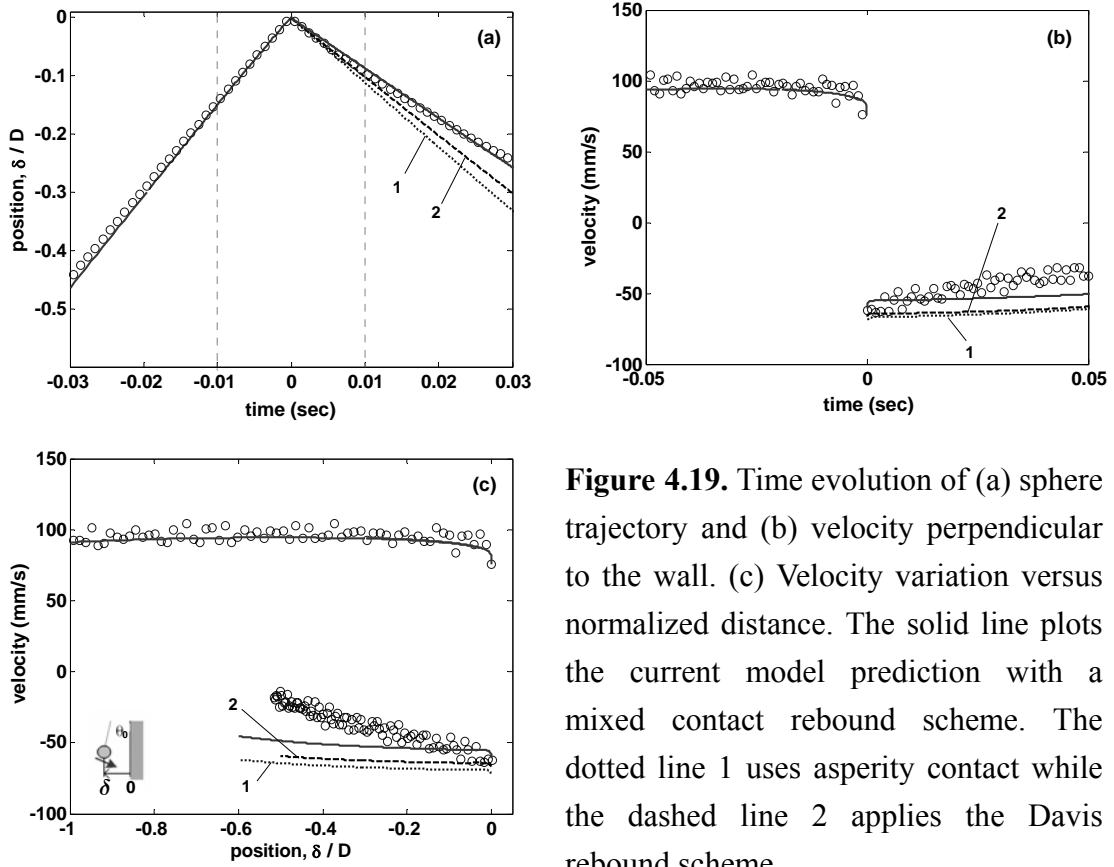 0
-0.1
-0.2
-0.3
-0.4
-0.5
position, δ / D
(a)
1
2
-0.03 -0.02 -0.01 0 0.01 0.02 0.03
time (sec)
150
100
50
0
-50
-100
velocity (mm/s)
(b)
2
1
-0.05 0 0.05
time (sec)
150
100
50
0
-50
-100
velocity (mm/s)
(c)
2
1
θ0
δ 0
-1 -0.8 -0.6 -0.4 -0.2 0
position, δ / D
Figure 4.19. Time evolution of (a) sphere
trajectory and (b) velocity perpendicular
to the wall. (c) Velocity variation versus
normalized distance. The solid line plots
the current model prediction with a
mixed contact rebound scheme. The
dotted line 1 uses asperity contact while
the dashed line 2 applies the Davis
rebound scheme